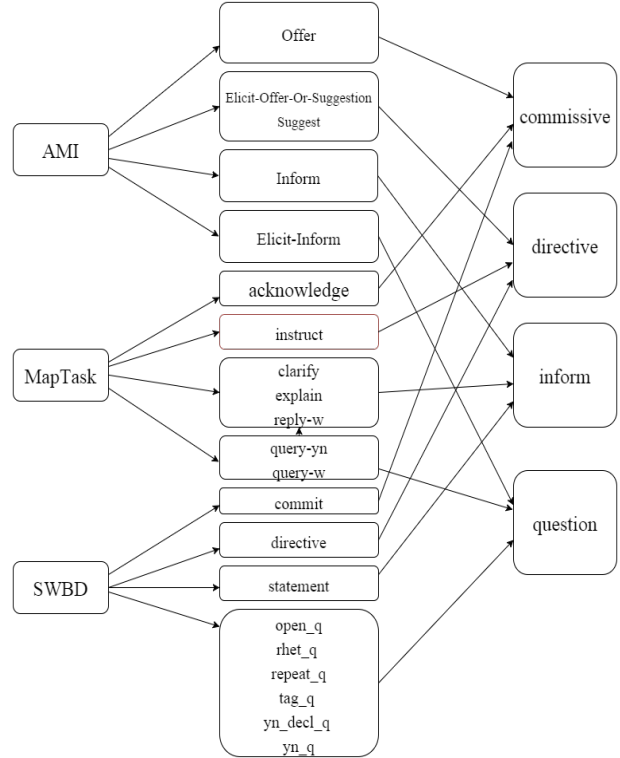 AMI
MapTask
SWBD
Offer
Elicit-Offer-Or-Suggestion
Suggest
Inform
Elicit-Inform
acknowledge
instruct
clarify
explain
reply-w
query-yn
query-w
commit
directive
statement
open_q
rhet_q
repeat_q
tag_q
yn_decl_q
yn_q
commissive
directive
inform
question